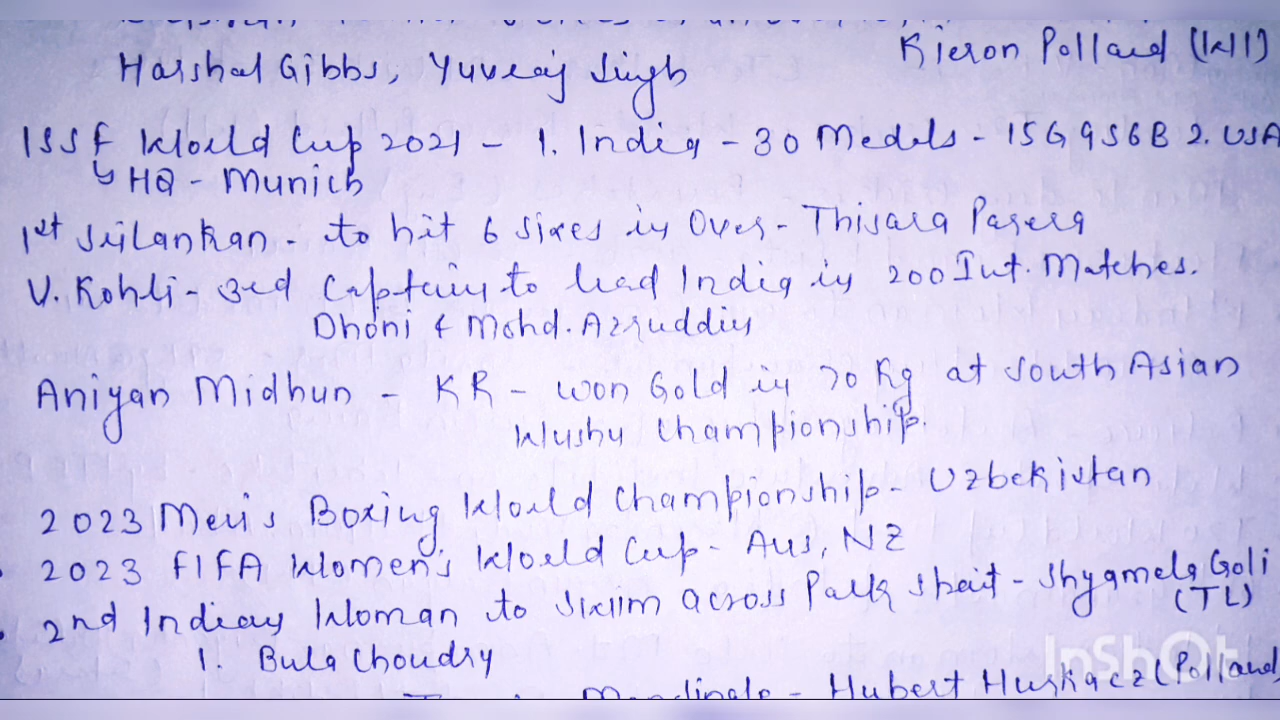 Kieron Pollard (WI)
Harshal Gibbs, Yuvraj Singh
ISSF World Cup 2021 - 1. India - 30 Medals - 15G 9S6B 2. USA
↳ HQ - Munich
1st Srilankan - to hit 6 sixes in Over - Thisara Parera
V. Kohli - 3rd Captain to lead India in 200 Int. Matches.
Dhoni & Mohd. Azruddin
Aniyan Midhun - KR - won Gold in 70 Kg at South Asian
Wushu Championship.
2023 Men's Boxing World Championship - Uzbekistan
2023 FIFA Women's World Cup - Aus, NZ
2nd Indian Woman to Swim across Palk Strait - Shyamela Goli
(TL)
1. Bula Choudry
Hubert Hurkacz (Polland)
InShOt